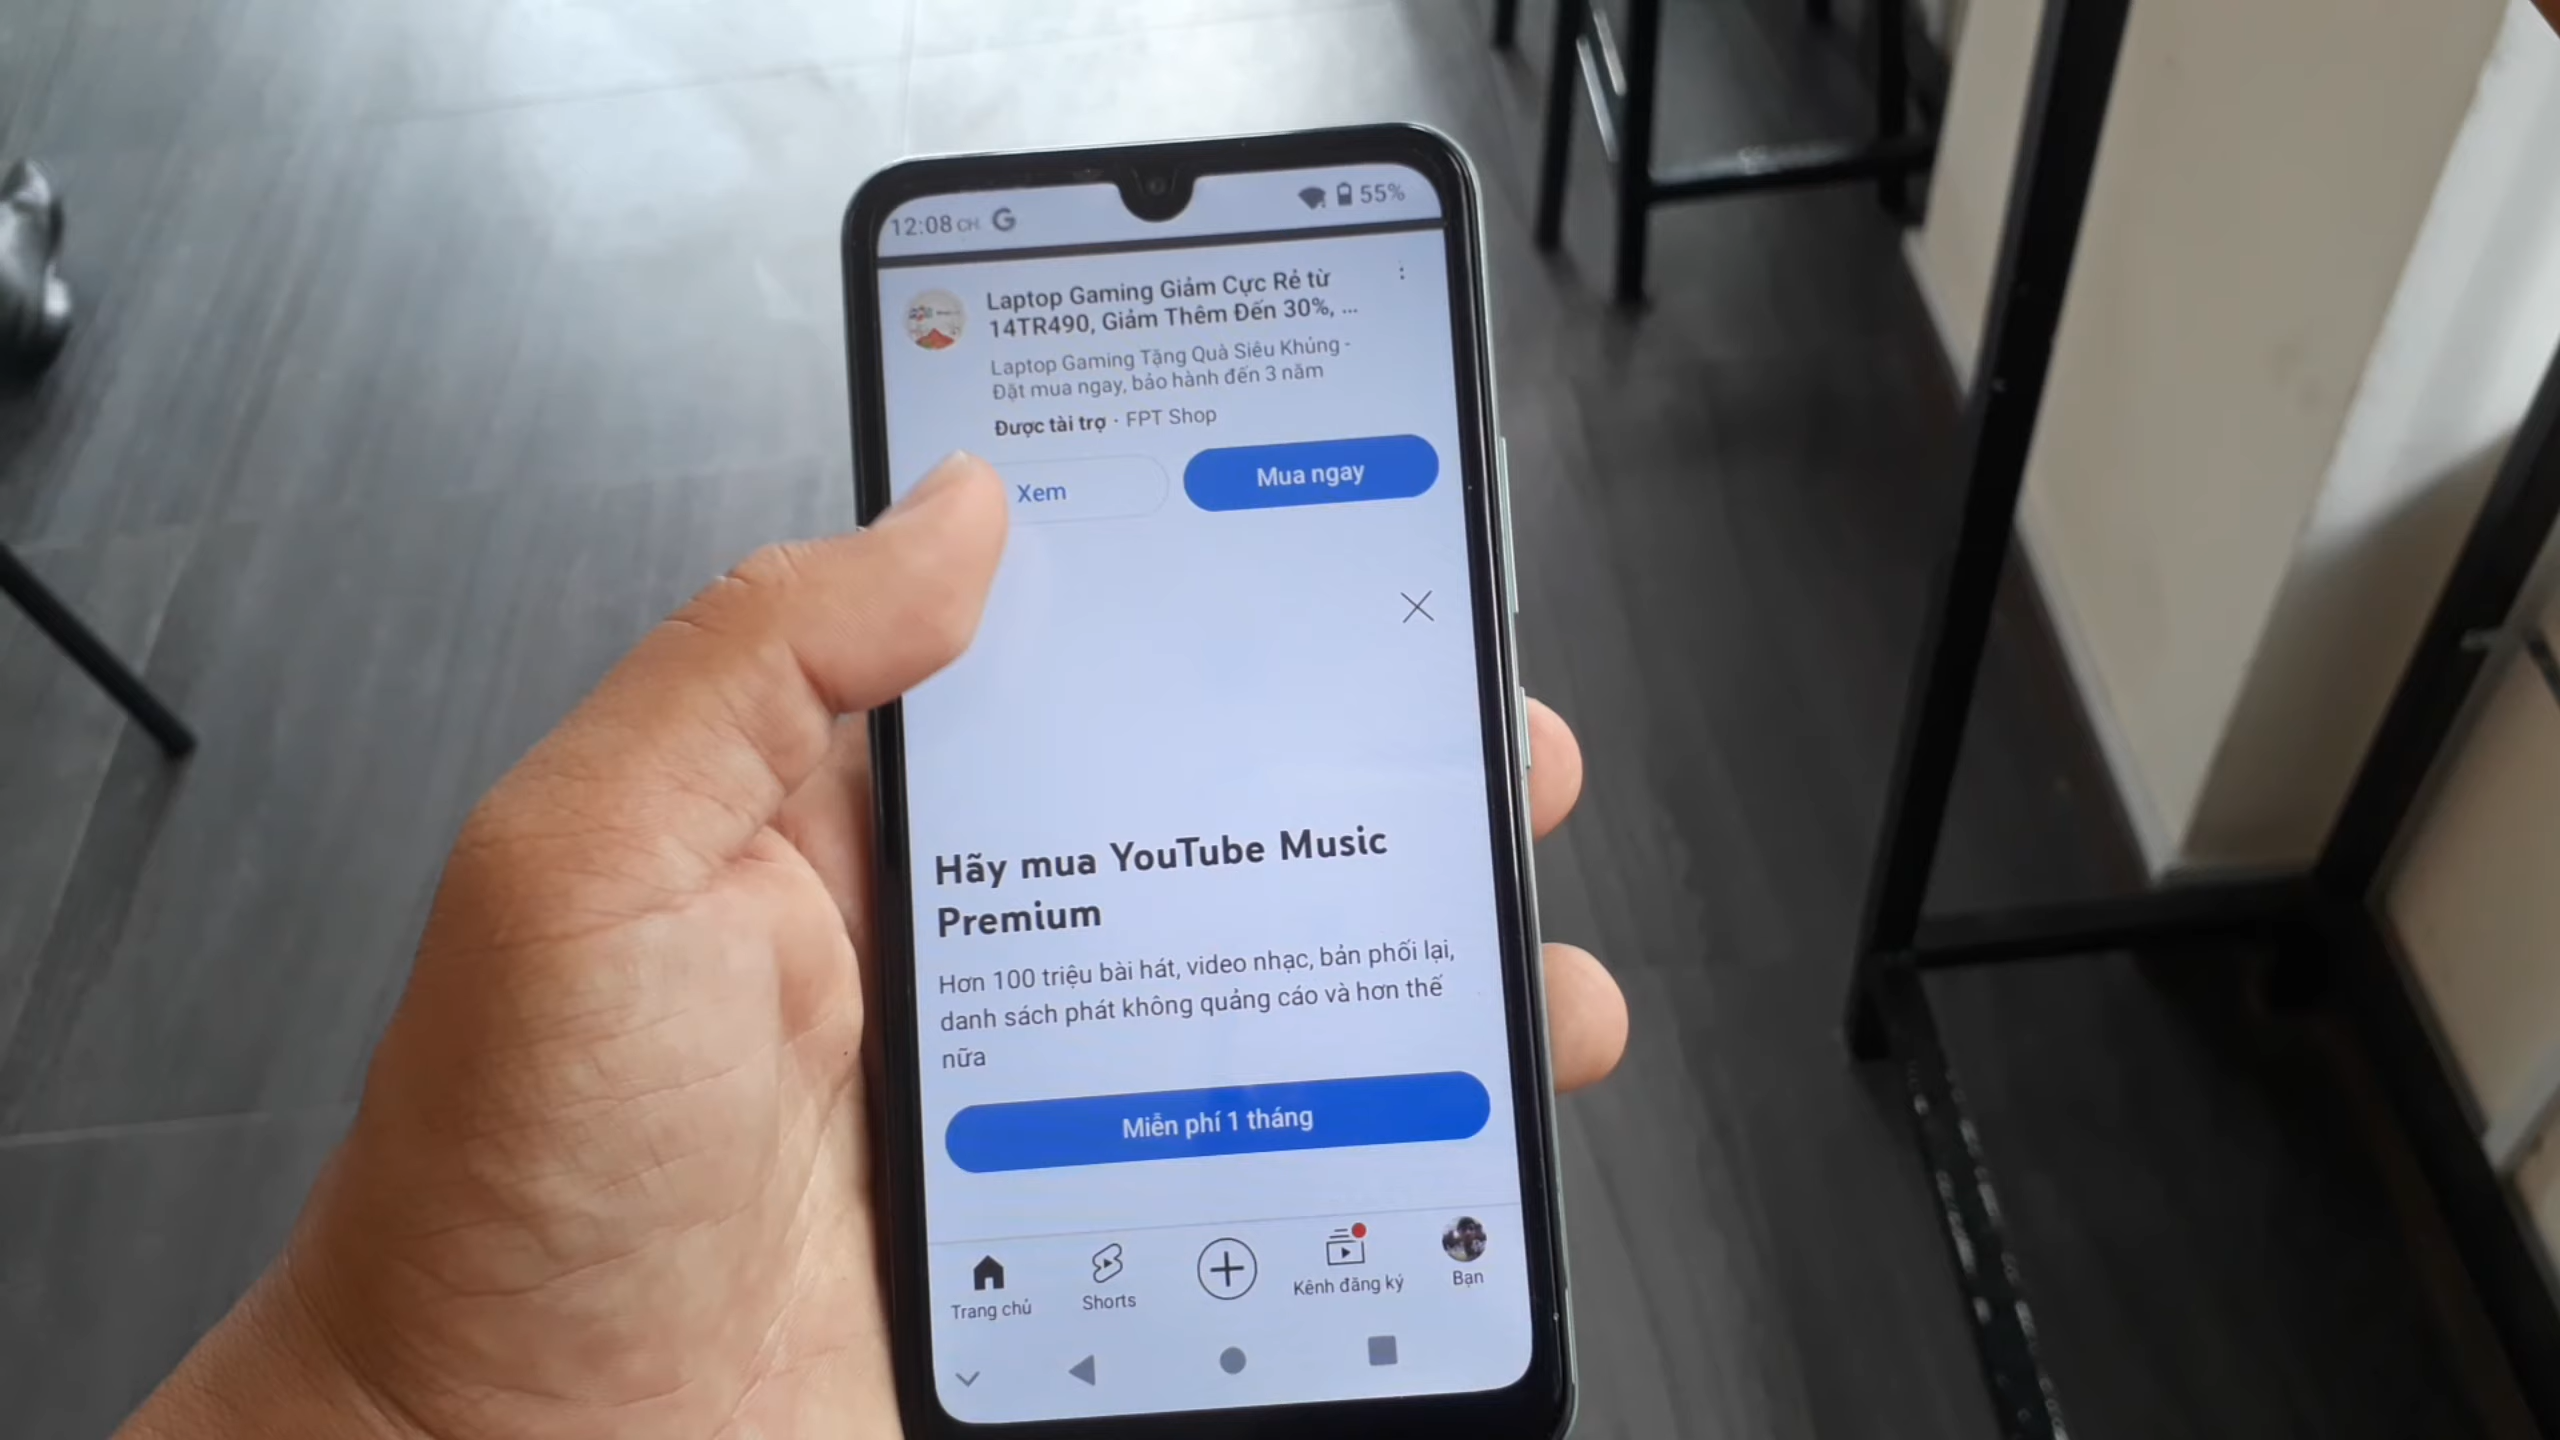 12:08 CH G 55%
Laptop Gaming Giảm Cực Rẻ từ
14TR490, Giảm Thêm Đến 30%, ...
Laptop Gaming Tặng Quà Siêu Khủng -
Đặt mua ngay, bảo hành đến 3 năm
Được tài trợ · FPT Shop
Xem
Mua ngay
Hãy mua YouTube Music
Premium
Hơn 100 triệu bài hát, video nhạc, bản phối lại,
danh sách phát không quảng cáo và hơn thế
nữa
Miễn phí 1 tháng
Trang chủ
Shorts
Kênh đăng ký
Bạn